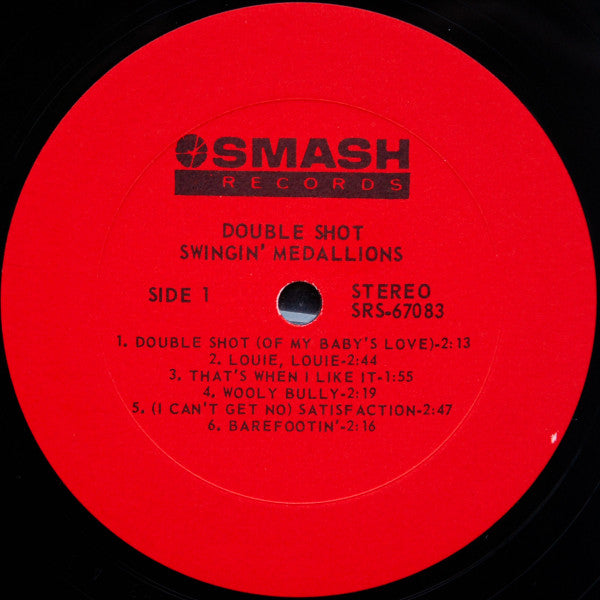 SMASH
RECORDS
DOUBLE SHOT
SWINGIN' MEDALLIONS
SIDE 1
STEREO
SRS-67083
1. DOUBLE SHOT (OF MY BABY'S LOVE)-2:13
2. LOUIE, LOUIE-2:44
3. THAT'S WHEN I LIKE IT-1:55
4. WOOLY BULLY-2:19
5. (I CAN'T GET NO) SATISFACTION-2:47
6. BAREFOOTIN'-2:16